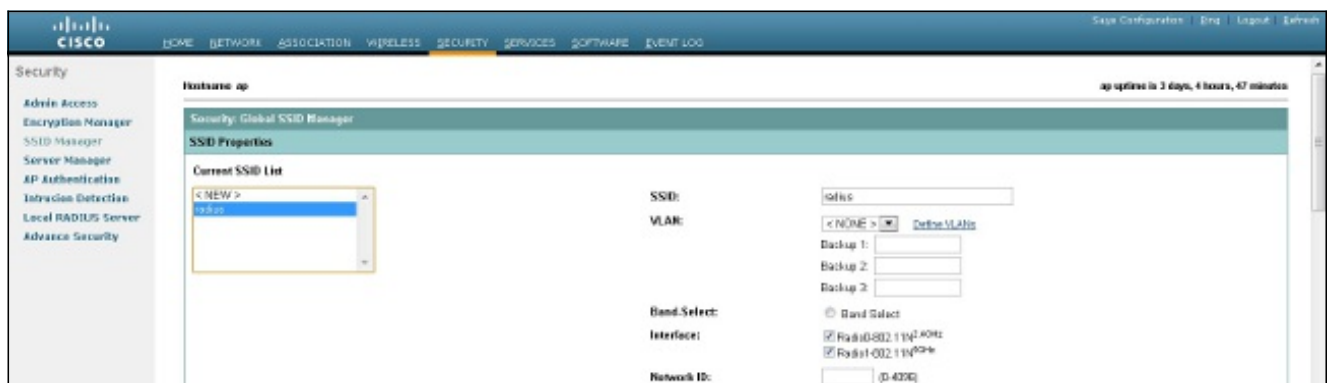 Save Configuration | Ping | Logout | Refresh
CISCO
HOME NETWORK ASSOCIATION WIRELESS SECURITY SERVICES SOFTWARE EVENT LOG
Security
Admin Access
Encryption Manager
SSID Manager
Server Manager
AP Authentication
Intrusion Detection
Local RADIUS Server
Advance Security
Hostname ap
ap uptime is 3 days, 4 hours, 47 minutes
Security: Global SSID Manager
SSID Properties
Current SSID List
< NEW >
radius
SSID:
radius
VLAN:
< NONE >
Define VLANs
Backup 1:
Backup 2:
Backup 3:
Band-Select:
Band Select
Interface:
Radio0-802.11N2.4GHz
Radio1-802.11N5GHz
Network ID:
(0-4096)